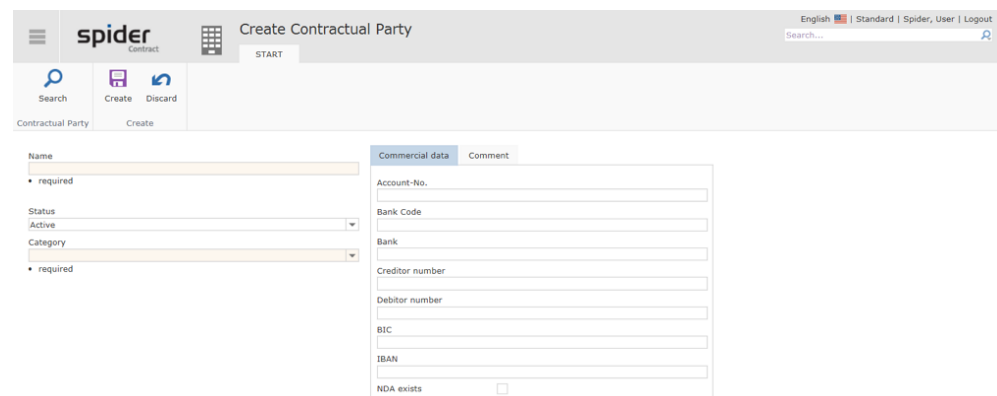 English | Standard | Spider, User | Logout
spider
Contract
Create Contractual Party
Search...
START
Search
Create Discard
Contractual Party
Create
Name
• required
Status
Active
Category
• required
Commercial data Comment
Account-No.
Bank Code
Bank
Creditor number
Debitor number
BIC
IBAN
NDA exists